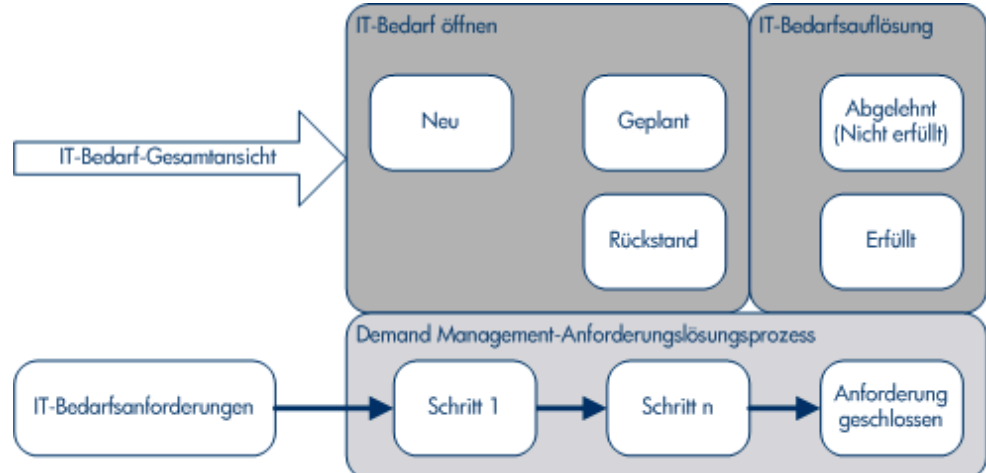 IT-Bedarf öffnen
IT-Bedarfsauflösung
Neu
Geplant
Abgelehnt
(Nicht erfüllt)
IT-Bedarf-Gesamtansicht
Rückstand
Erfüllt
Demand Management-Anforderungslösungsprozess
IT-Bedarfsanforderungen
Schritt 1
Schritt n
Anforderung
geschlossen